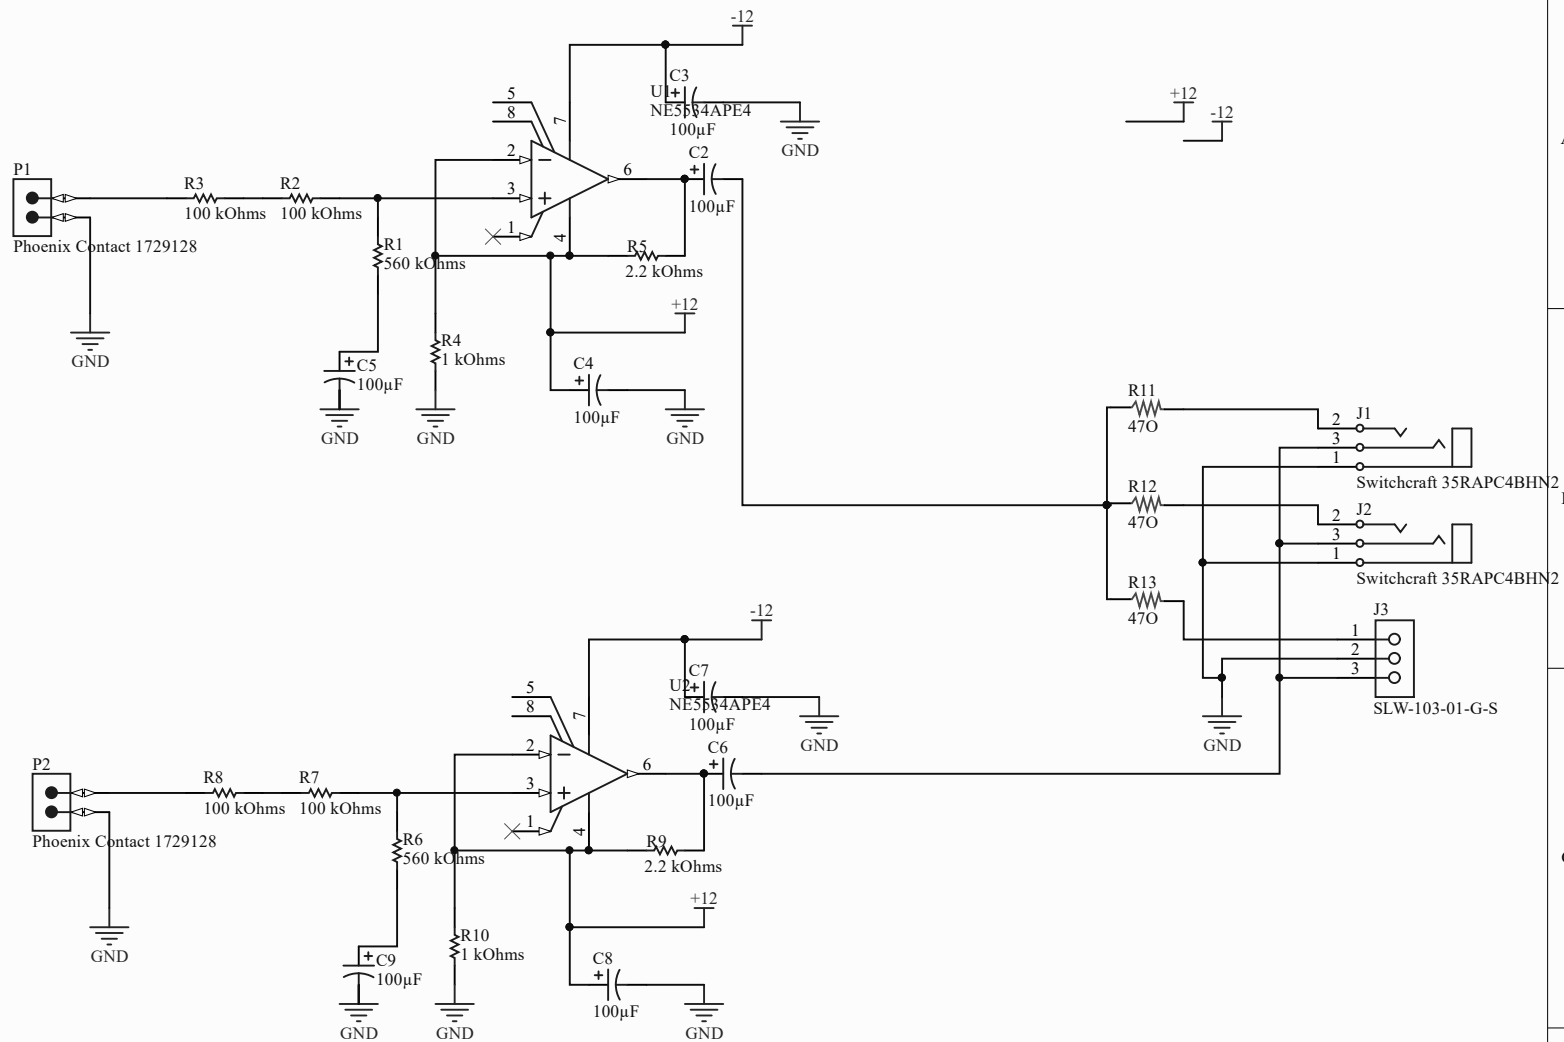 -12
C3
U1
NE5534APE4
100µF
GND
+12
-12
5
8
7
2
3
1
4
6
C2
100µF
P1
Phoenix Contact 1729128
R3
100 kOhms
R2
100 kOhms
R1
560 kOhms
R5
2.2 kOhms
+12
GND
R4
1 kOhms
C5
100µF
C4
100µF
GND
GND
GND
R11
47O
J1
2
3
1
Switchcraft 35RAPC4BHN2
R12
47O
J2
2
3
1
Switchcraft 35RAPC4BHN2
R13
47O
J3
1
2
3
SLW-103-01-G-S
GND
-12
C7
U2
NE5534APE4
100µF
GND
5
8
7
2
3
1
4
6
C6
100µF
P2
Phoenix Contact 1729128
R8
100 kOhms
R7
100 kOhms
R6
560 kOhms
R9
2.2 kOhms
+12
GND
R10
1 kOhms
C9
100µF
C8
100µF
GND
GND
GND